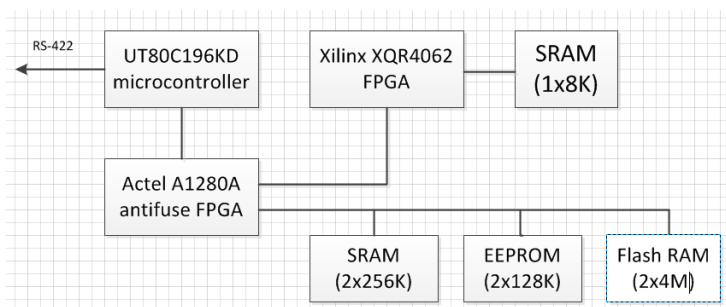 RS-422
UT80C196KD
microcontroller
Xilinx XQR4062
FPGA
SRAM
(1x8K)
Actel A1280A
antifuse FPGA
SRAM
(2x256K)
EEPROM
(2x128K)
Flash RAM
(2x4M)